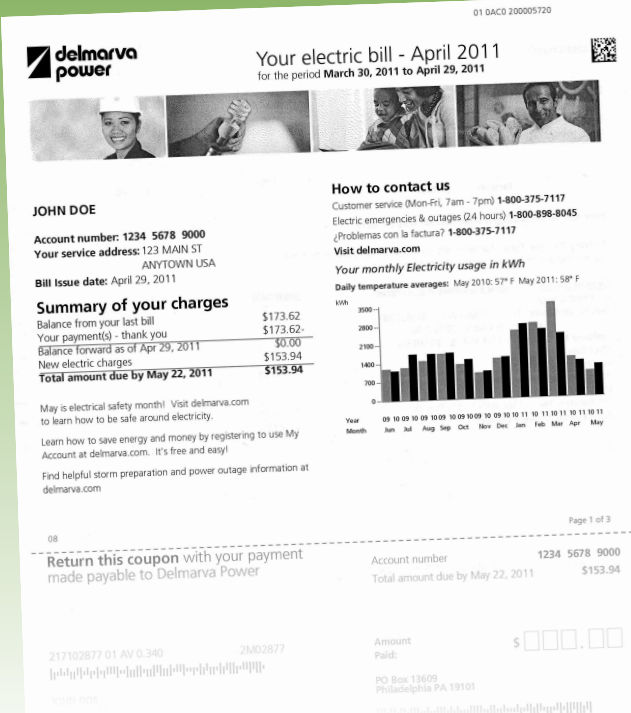 01 0AC0 200005720
delmarva
power
Your electric bill - April 2011
for the period March 30, 2011 to April 29, 2011
JOHN DOE
Account number: 1234 5678 9000
Your service address: 123 MAIN ST
ANYTOWN USA
Bill Issue date: April 29, 2011
Summary of your charges
Balance from your last bill $173.62
Your payment(s) - thank you $173.62-
Balance forward as of Apr 29, 2011 $0.00
New electric charges $153.94
Total amount due by May 22, 2011 $153.94
May is electrical safety month! Visit delmarva.com
to learn how to be safe around electricity.
Learn how to save energy and money by registering to use My
Account at delmarva.com. It's free and easy!
Find helpful storm preparation and power outage information at
delmarva.com
How to contact us
Customer service (Mon-Fri, 7am - 7pm) 1-800-375-7117
Electric emergencies & outages (24 hours) 1-800-898-8045
¿Problemas con la factura? 1-800-375-7117
Visit delmarva.com
Your monthly Electricity usage in kWh
Daily temperature averages: May 2010: 57° F May 2011: 58° F
kWh
3500
2800
2100
1400
700
0
Year 09 10 09 10 09 10 09 10 09 10 09 10 09 10 10 11 10 11 10 11 10 11 10 11
Month Jun Jul Aug Sep Oct Nov Dec Jan Feb Mar Apr May
08
Page 1 of 3
Return this coupon with your payment
made payable to Delmarva Power
Account number 1234 5678 9000
Total amount due by May 22, 2011 $153.94
217102877 01 AV 0.340 2M02877
JOHN DOE
Amount
Paid:
$ .
PO Box 13609
Philadelphia PA 19101